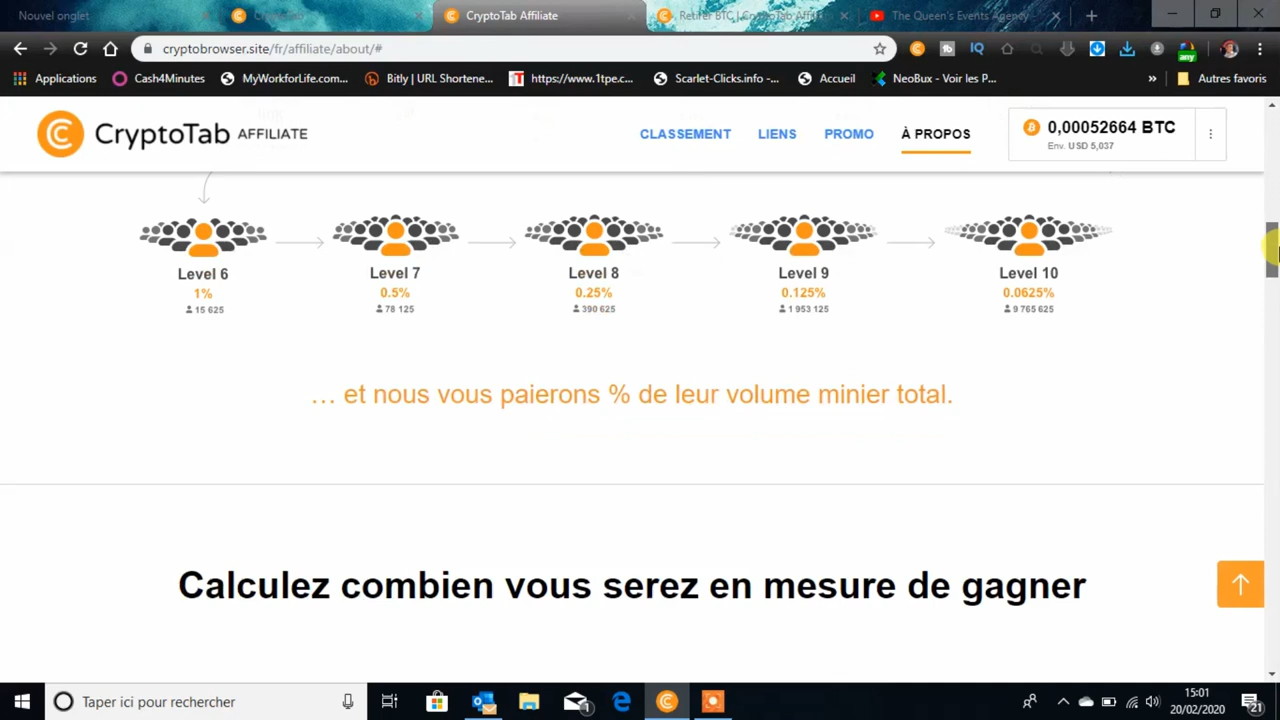 Nouvel onglet
CryptoTab Affiliate
Retirer BTC | CryptoTab Affili
The Queen's Events Agency -
cryptobrowser.site/fr/affiliate/about/#
IQ
any
Applications
Cash4Minutes
MyWorkforLife.com...
Bitly | URL Shortene...
https://www.1tpe.c...
Scarlet-Clicks.info -...
Accueil
NeoBux - Voir les P...
»
Autres favoris
CryptoTab AFFILIATE
CLASSEMENT
LIENS
PROMO
À PROPOS
0,00052664 BTC
Env. USD 5,037
Level 6
1%
15 625
Level 7
0.5%
78 125
Level 8
0.25%
390 625
Level 9
0.125%
1 953 125
Level 10
0.0625%
9 765 625
… et nous vous paierons % de leur volume minier total.
Calculez combien vous serez en mesure de gagner
Taper ici pour rechercher
1
15:01
20/02/2020
21